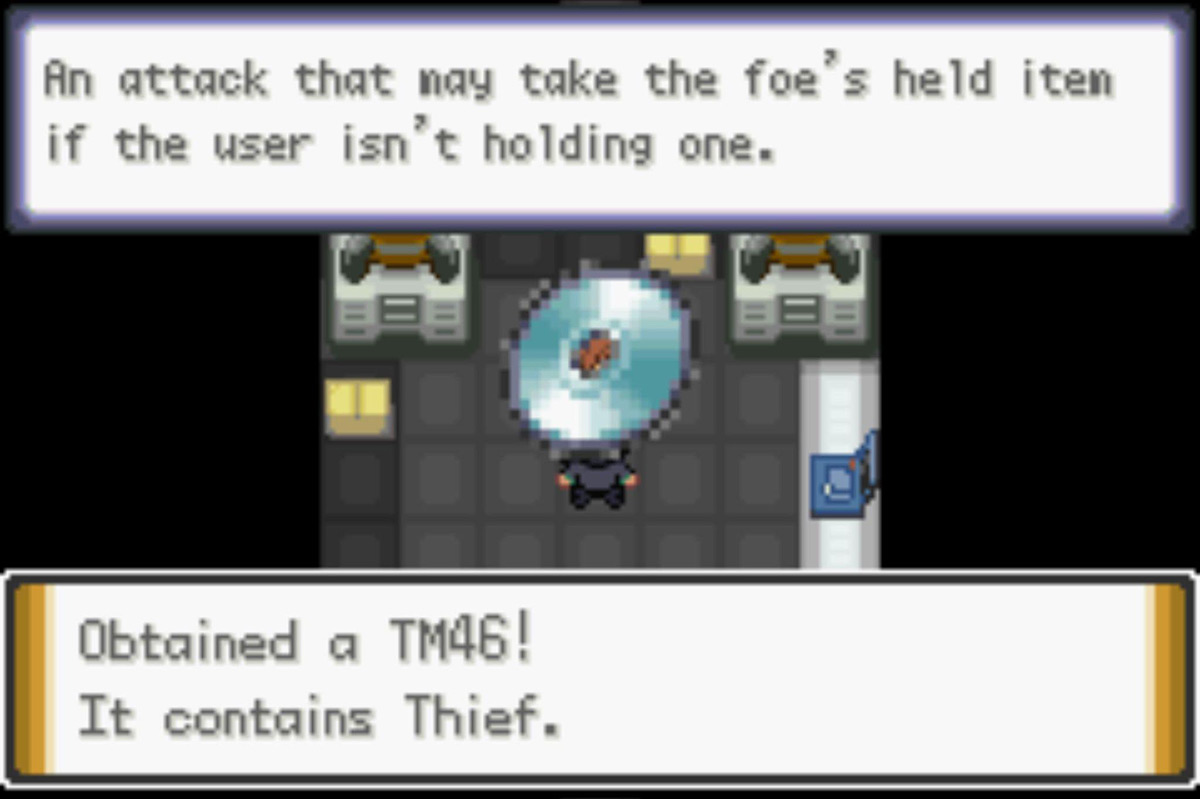 An attack that may take the foe's held item
if the user isn't holding one.
Obtained a TM46!
It contains Thief.